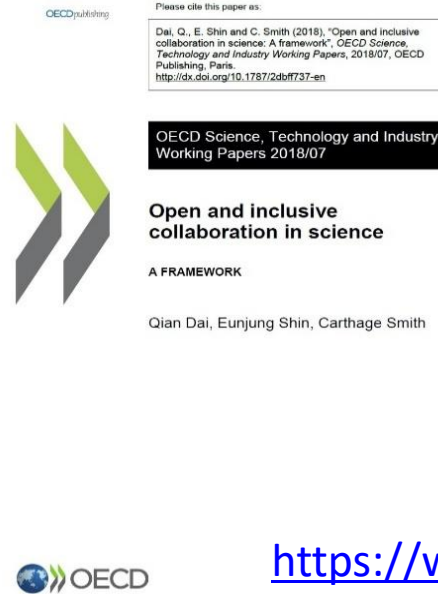 OECDpublishing
Please cite this paper as:
Dai, Q., E. Shin and C. Smith (2018), "Open and inclusive
collaboration in science: A framework", OECD Science,
Technology and Industry Working Papers, 2018/07, OECD
Publishing, Paris.
http://dx.doi.org/10.1787/2dbff737-en
OECD Science, Technology and Industry
Working Papers 2018/07
Open and inclusive
collaboration in science
A FRAMEWORK
Qian Dai, Eunjung Shin, Carthage Smith
OECD
https://w